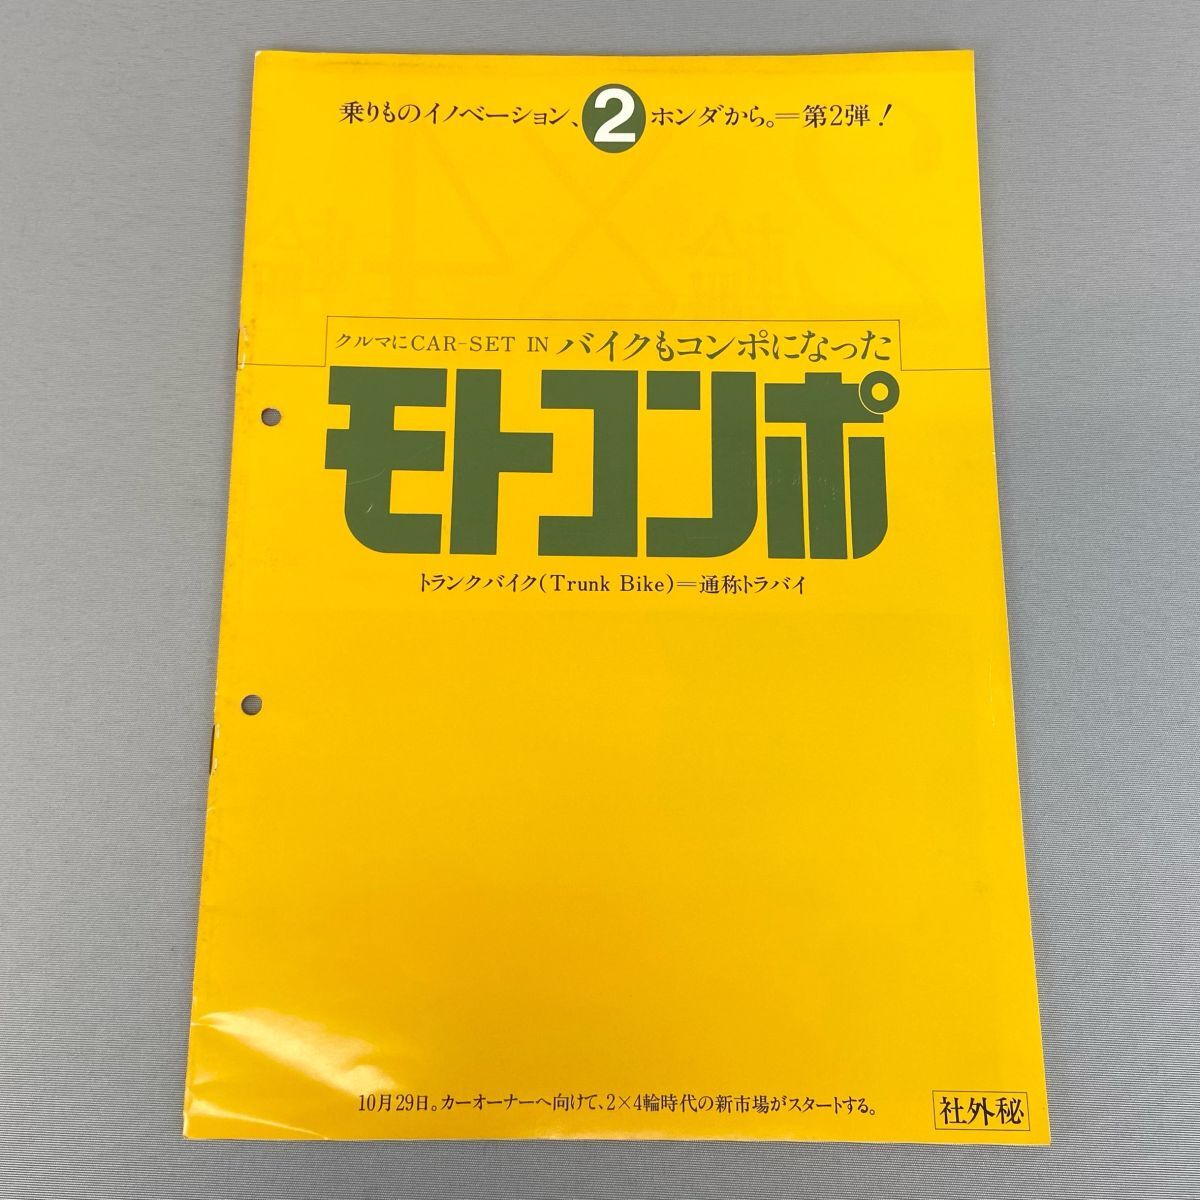 乗りものイノベーション、2ホンダから。=第2弾！
クルマにCAR-SET IN バイクもコンポになった
モトコンポ
トランクバイク(Trunk Bike)=通称トラバイ
10月29日。カーオーナーへ向けて、2×4輪時代の新市場がスタートする。
社外秘